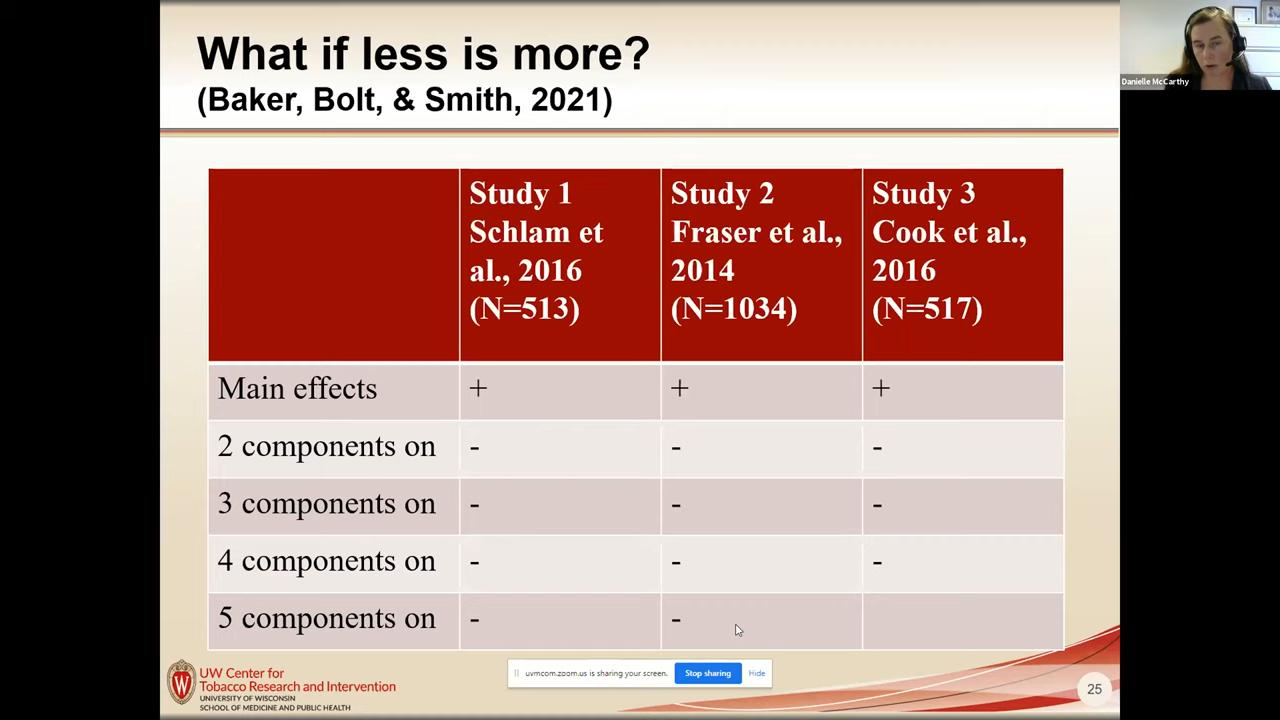 What if less is more?
(Baker, Bolt, & Smith, 2021)
Danielle McCarthy
Study 1
Schlam et
al., 2016
(N=513)
Study 2
Fraser et al.,
2014
(N=1034)
Study 3
Cook et al.,
2016
(N=517)
Main effects + + +
2 components on - - -
3 components on - - -
4 components on - - -
5 components on - -
UW Center for
Tobacco Research and Intervention
UNIVERSITY OF WISCONSIN
SCHOOL OF MEDICINE AND PUBLIC HEALTH
uvmcom.zoom.us is sharing your screen. Stop sharing Hide
25